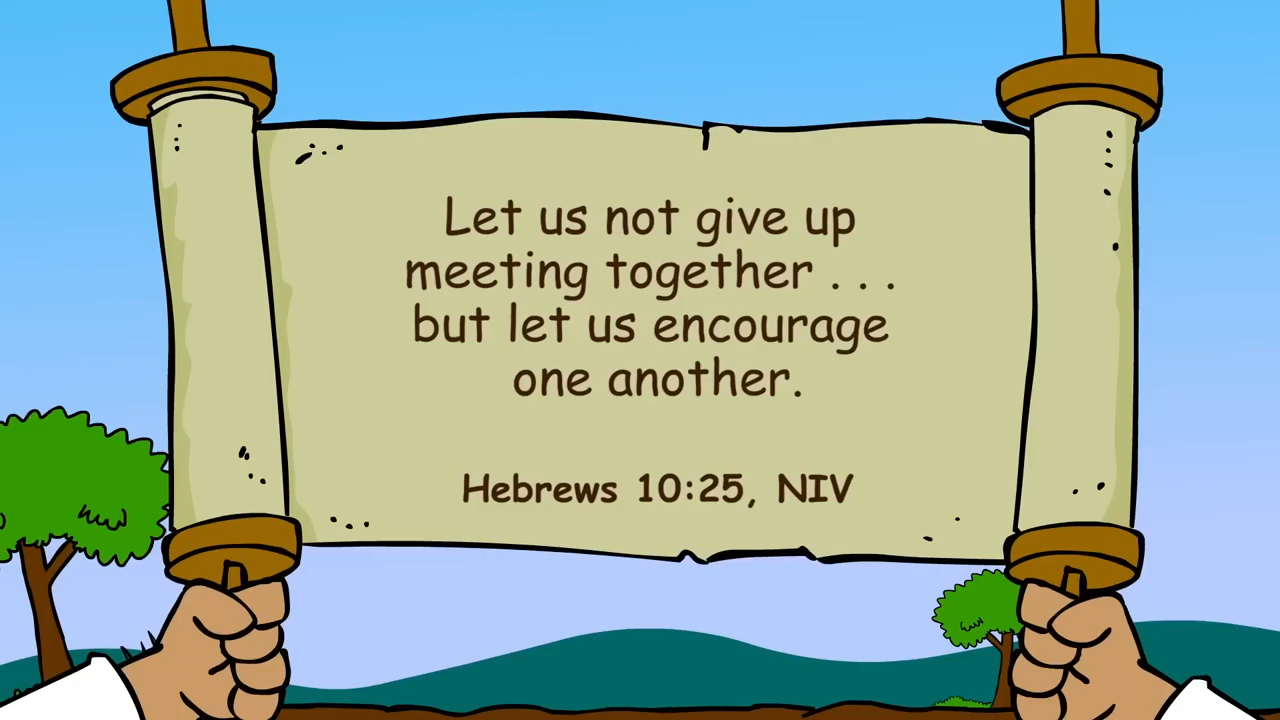 Let us not give up
meeting together . . .
but let us encourage
one another.
Hebrews 10:25, NIV